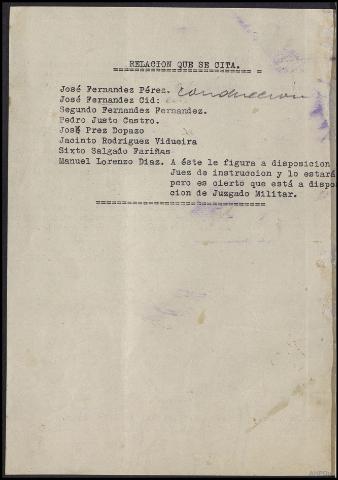 RELACION QUE SE CITA.
José Fernandez Pérez. conducción
José Fernandez Cid:
Segundo Fernandez Fernandez.
Pedro Justo Castro.
José Prez Dopazo
Jacinto Rodriguez Vidueira
Sixto Salgado Fariñas
Manuel Lorenzo Diaz. A éste le figura a disposicion
Juez de instruccion y lo estará
pero es cierto que está a dispo
cion de Juzgado Militar.